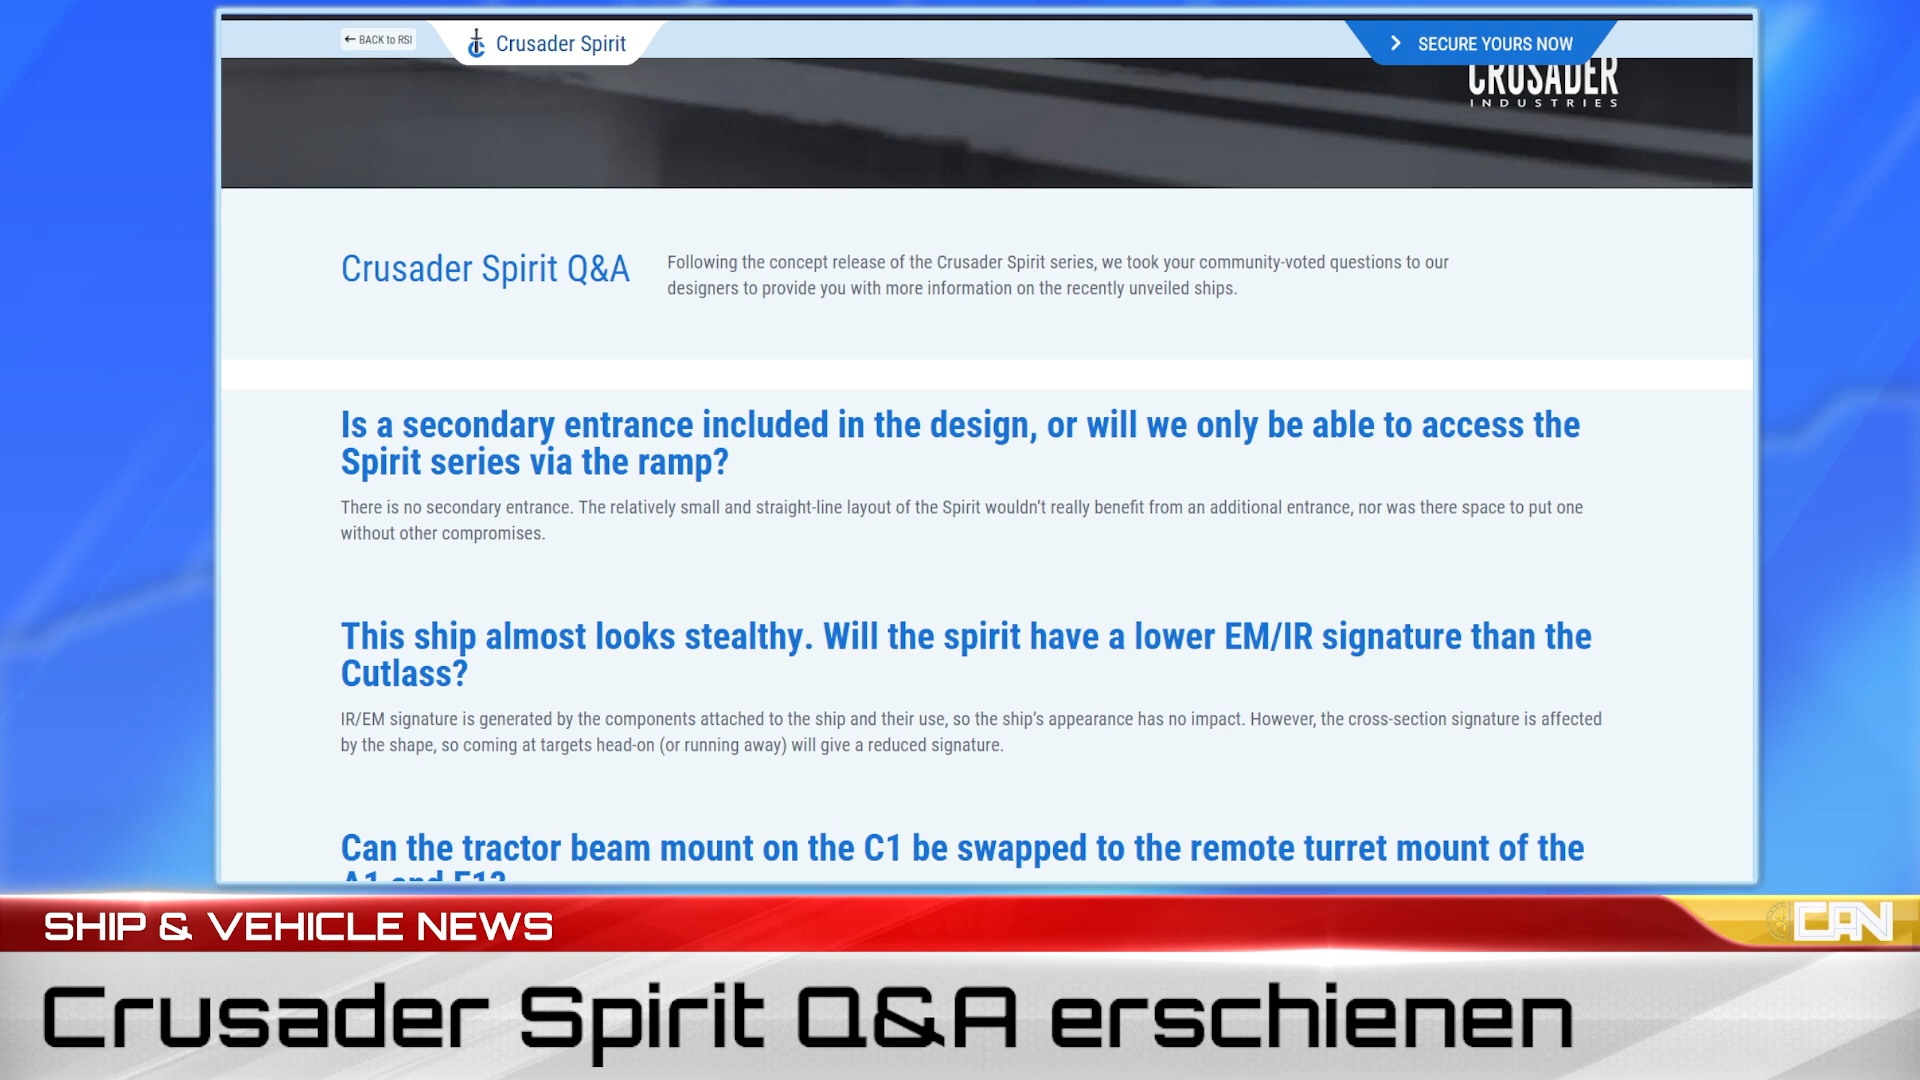 ← BACK to RSI
Crusader Spirit
SECURE YOURS NOW
CRUSADER
INDUSTRIES
Crusader Spirit Q&A
Following the concept release of the Crusader Spirit series, we took your community-voted questions to our
designers to provide you with more information on the recently unveiled ships.
Is a secondary entrance included in the design, or will we only be able to access the
Spirit series via the ramp?
There is no secondary entrance. The relatively small and straight-line layout of the Spirit wouldn’t really benefit from an additional entrance, nor was there space to put one
without other compromises.
This ship almost looks stealthy. Will the spirit have a lower EM/IR signature than the
Cutlass?
IR/EM signature is generated by the components attached to the ship and their use, so the ship’s appearance has no impact. However, the cross-section signature is affected
by the shape, so coming at targets head-on (or running away) will give a reduced signature.
Can the tractor beam mount on the C1 be swapped to the remote turret mount of the
A1 and E1?
SHIP & VEHICLE NEWS
CAN
Crusader Spirit Q&A erschienen